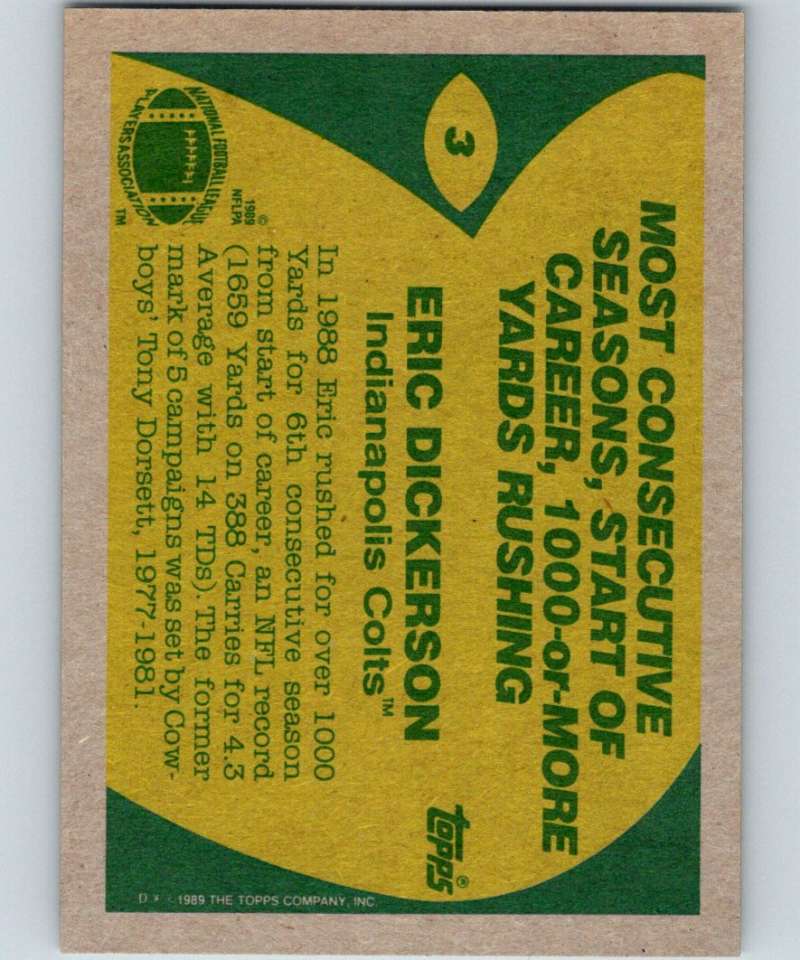 3
MOST CONSECUTIVE
SEASONS, START OF
CAREER, 1000-or-MORE
YARDS RUSHING
topps®
ERIC DICKERSON
Indianapolis Colts™
© 1989 NFLPA
NATIONAL FOOTBALL LEAGUE
PLAYERS ASSOCIATION
™
In 1988 Eric rushed for over 1000
Yards for 6th consecutive season
from start of career, an NFL record
(1659 Yards on 388 Carries for 4.3
Average with 14 TDs). The former
mark of 5 campaigns was set by Cow-
boys' Tony Dorsett, 1977-1981.
D * © 1989 THE TOPPS COMPANY, INC.